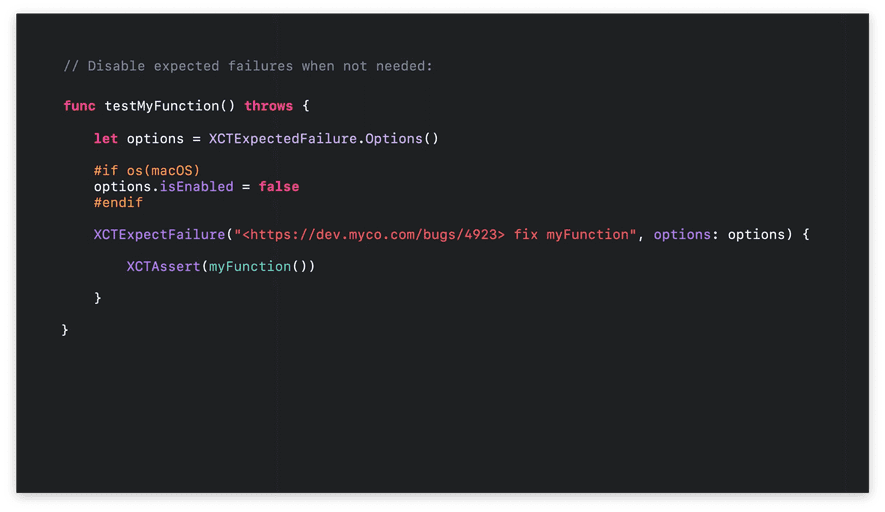 // Disable expected failures when not needed:
func testMyFunction() throws {
let options = XCTExpectedFailure.Options()
#if os(macOS)
options.isEnabled = false
#endif
XCTExpectFailure("<https://dev.myco.com/bugs/4923> fix myFunction", options: options) {
XCTAssert(myFunction())
}
}